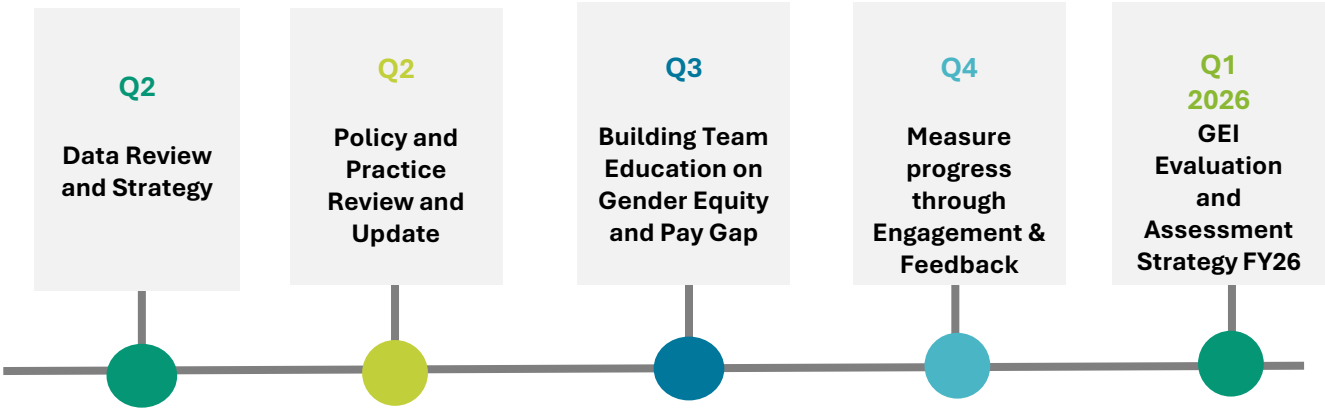 Q2
Data Review
and Strategy
Q2
Policy and
Practice
Review and
Update
Q3
Building Team
Education on
Gender Equity
and Pay Gap
Q4
Measure
progress
through
Engagement &
Feedback
Q1
2026
GEI
Evaluation
and
Assessment
Strategy FY26